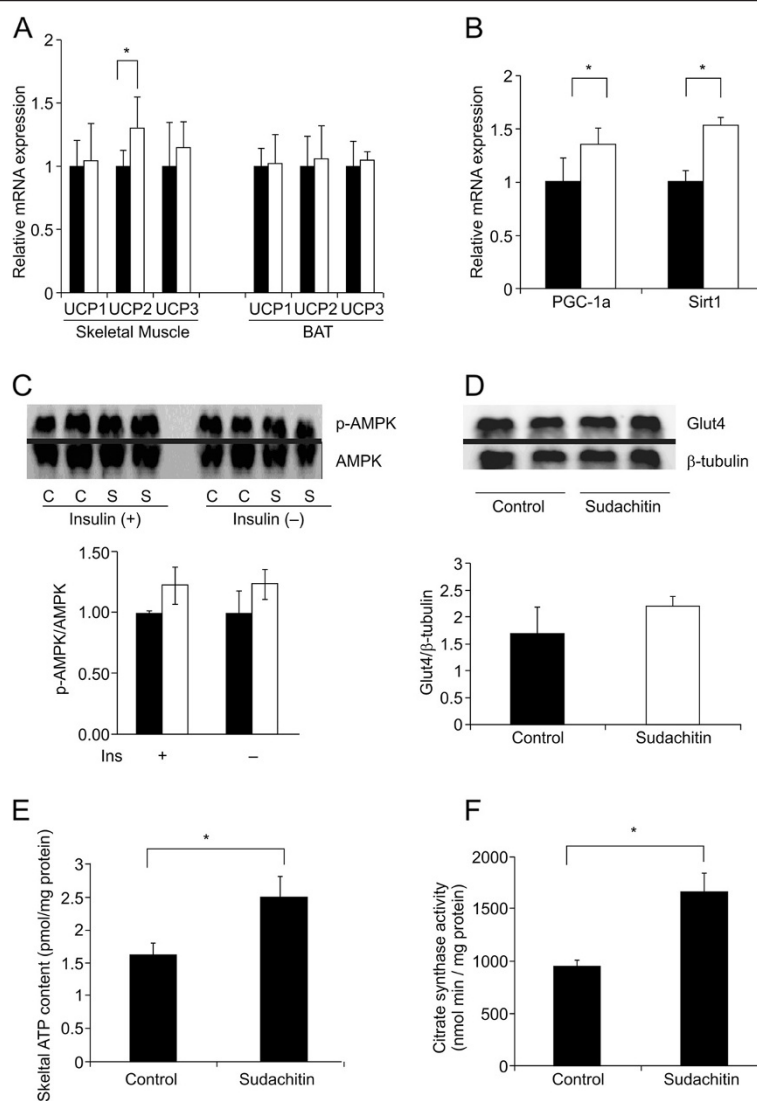 A
Relative mRNA expression
2
1.5
1
0.5
0
*
UCP1 UCP2 UCP3 UCP1 UCP2 UCP3
Skeletal Muscle BAT
B
Relative mRNA expression
2
1.5
1
0.5
0
* *
PGC-1a Sirt1
C
p-AMPK
AMPK
C C S S C C S S
Insulin (+) Insulin (–)
p-AMPK/AMPK
1.50
1.00
0.50
0.00
Ins + –
D
Glut4
β-tubulin
Control Sudachitin
Glut4/β-tubulin
3
2.5
2
1.5
1
0.5
0
Control Sudachitin
E
Skeltal ATP content (pmol/mg protein)
3
2.5
2
1.5
1
0.5
0
*
Control Sudachitin
F
Citrate synthase activity
(nmol min / mg protein)
2000
1500
1000
500
0
*
Control Sudachitin